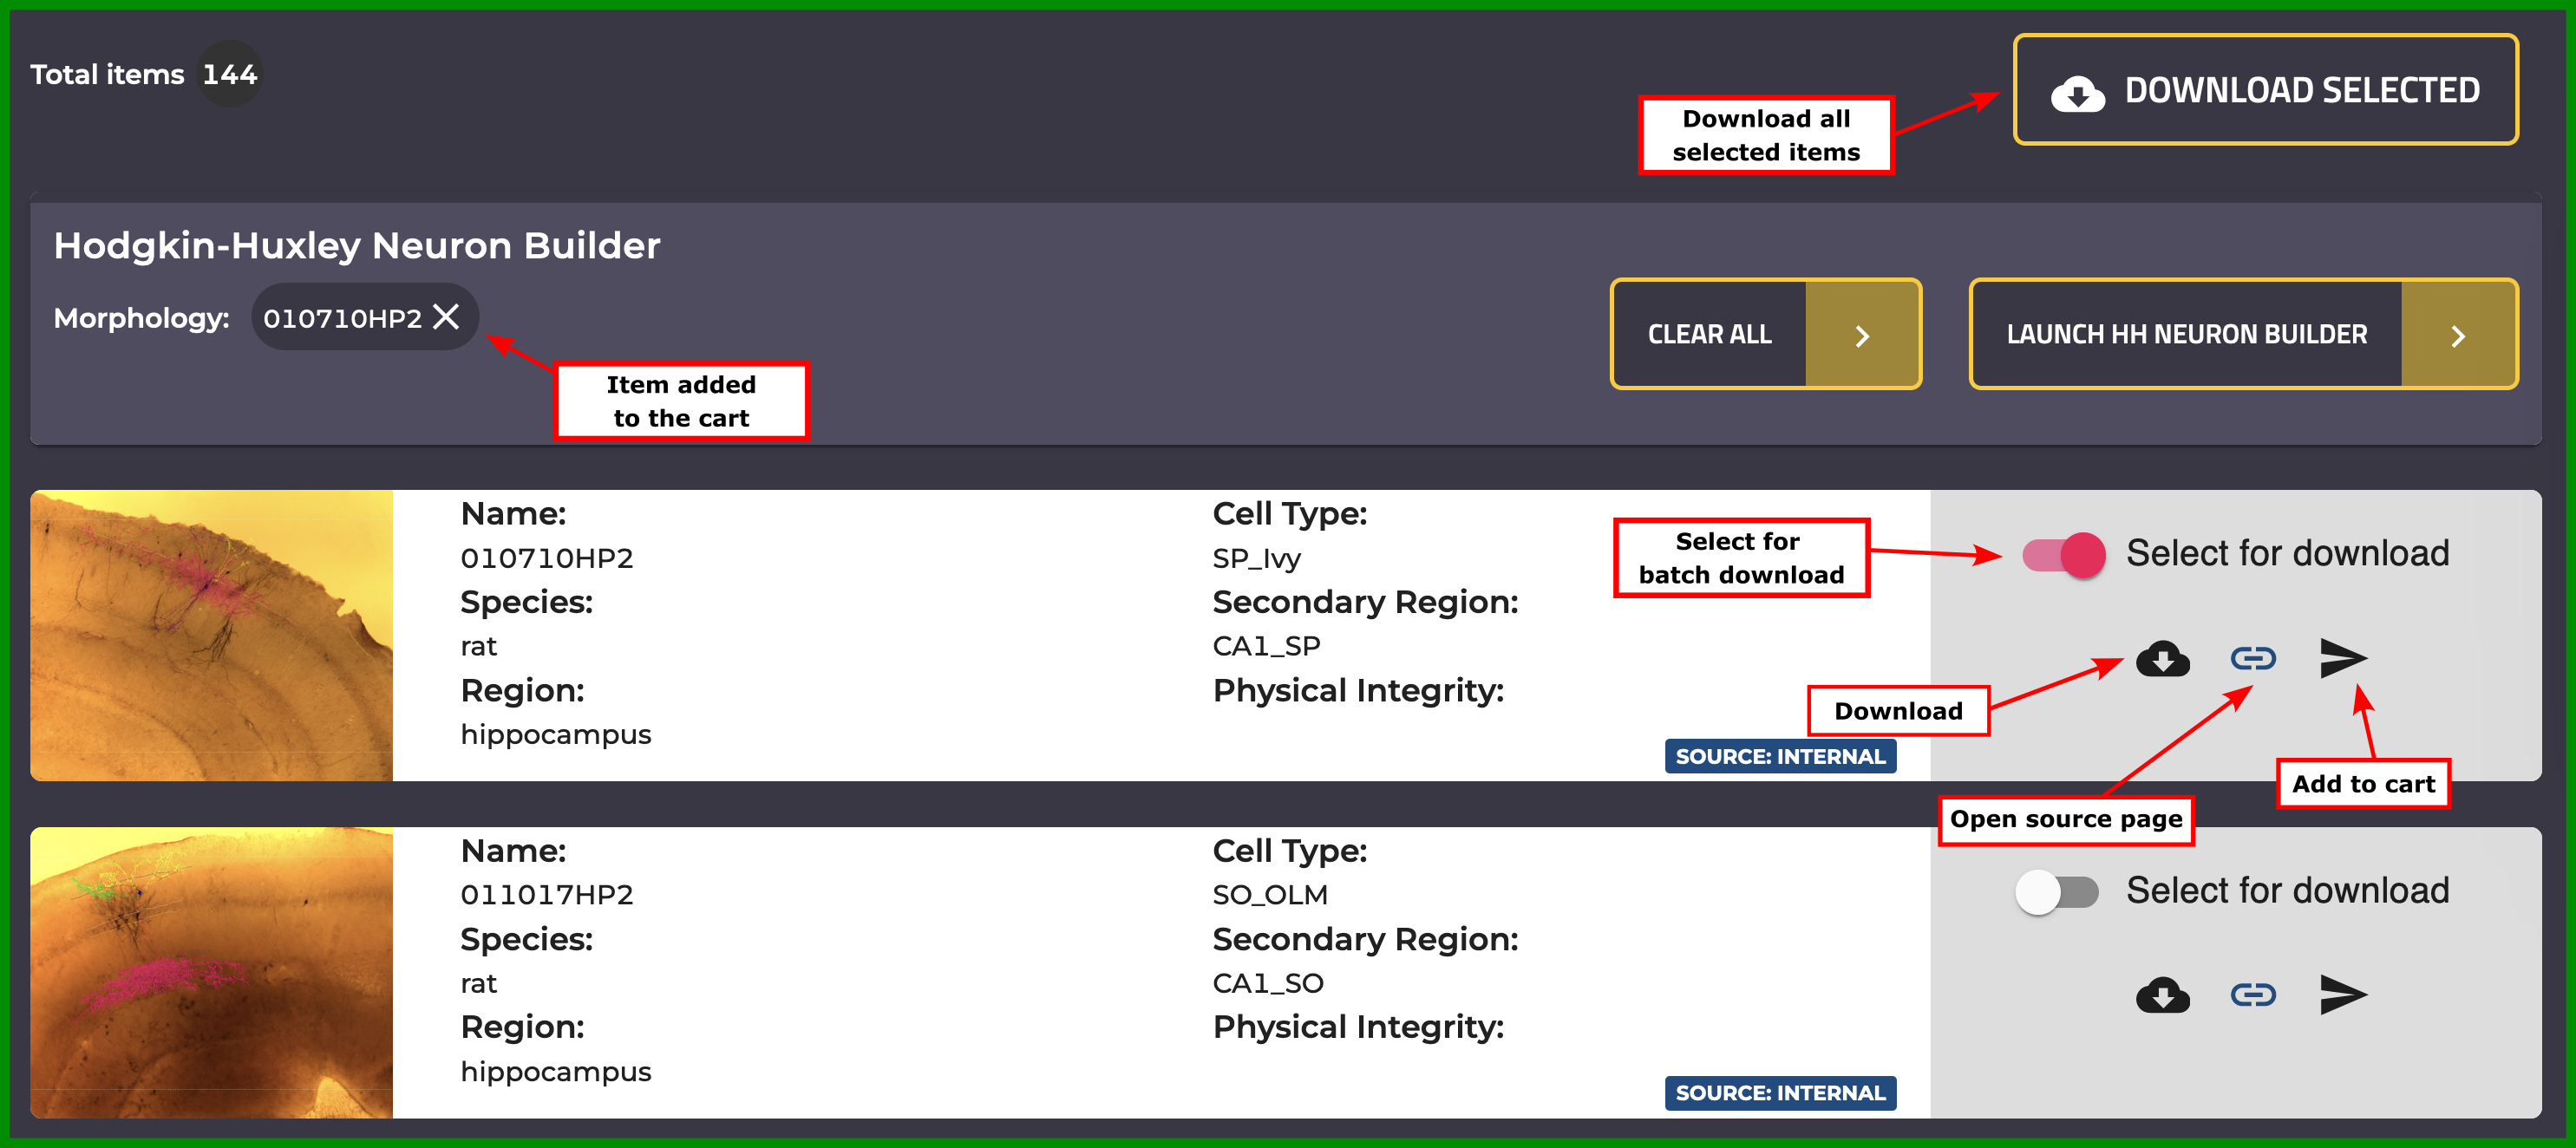 Total items 144
DOWNLOAD SELECTED
Download all
selected items
Hodgkin-Huxley Neuron Builder
Morphology: 010710HP2
CLEAR ALL
LAUNCH HH NEURON BUILDER
Item added
to the cart
Name:
010710HP2
Species:
rat
Region:
hippocampus
Cell Type:
SP_Ivy
Secondary Region:
CA1_SP
Physical Integrity:
SOURCE: INTERNAL
Select for
batch download
Select for download
Download
Open source page
Add to cart
Name:
011017HP2
Species:
rat
Region:
hippocampus
Cell Type:
SO_OLM
Secondary Region:
CA1_SO
Physical Integrity:
SOURCE: INTERNAL
Select for download